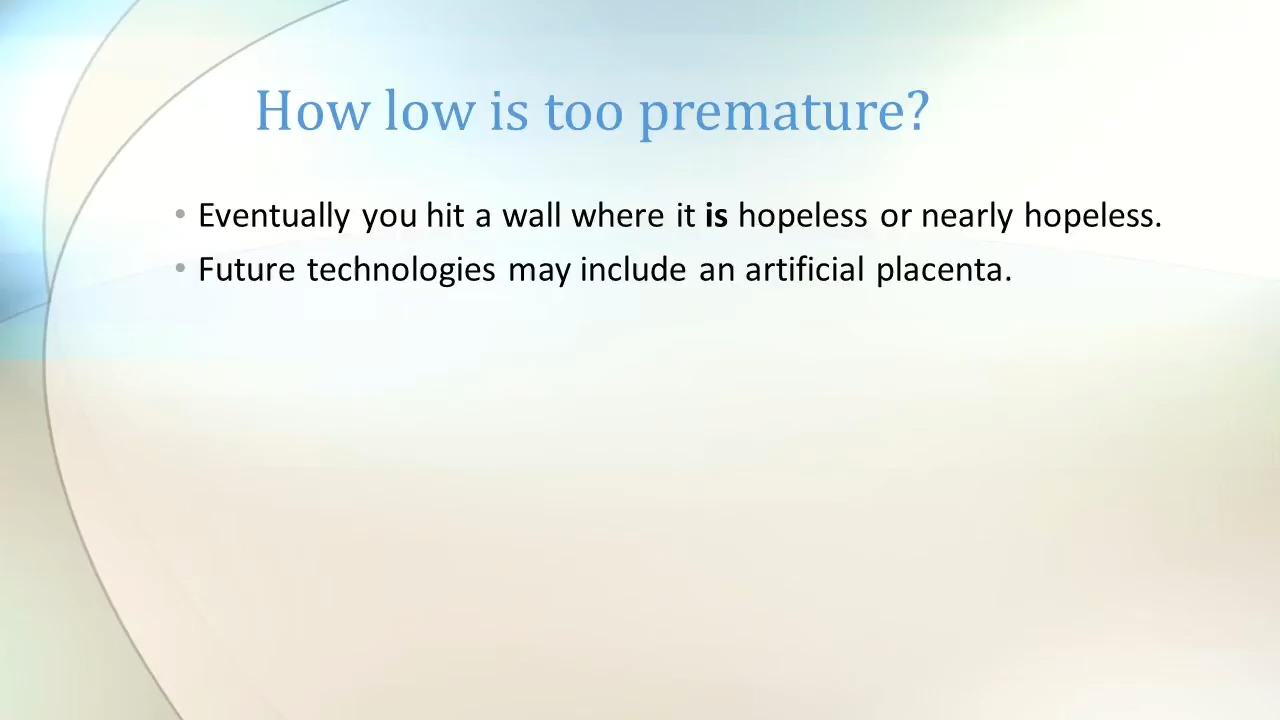 How low is too premature?
• Eventually you hit a wall where it is hopeless or nearly hopeless.
• Future technologies may include an artificial placenta.